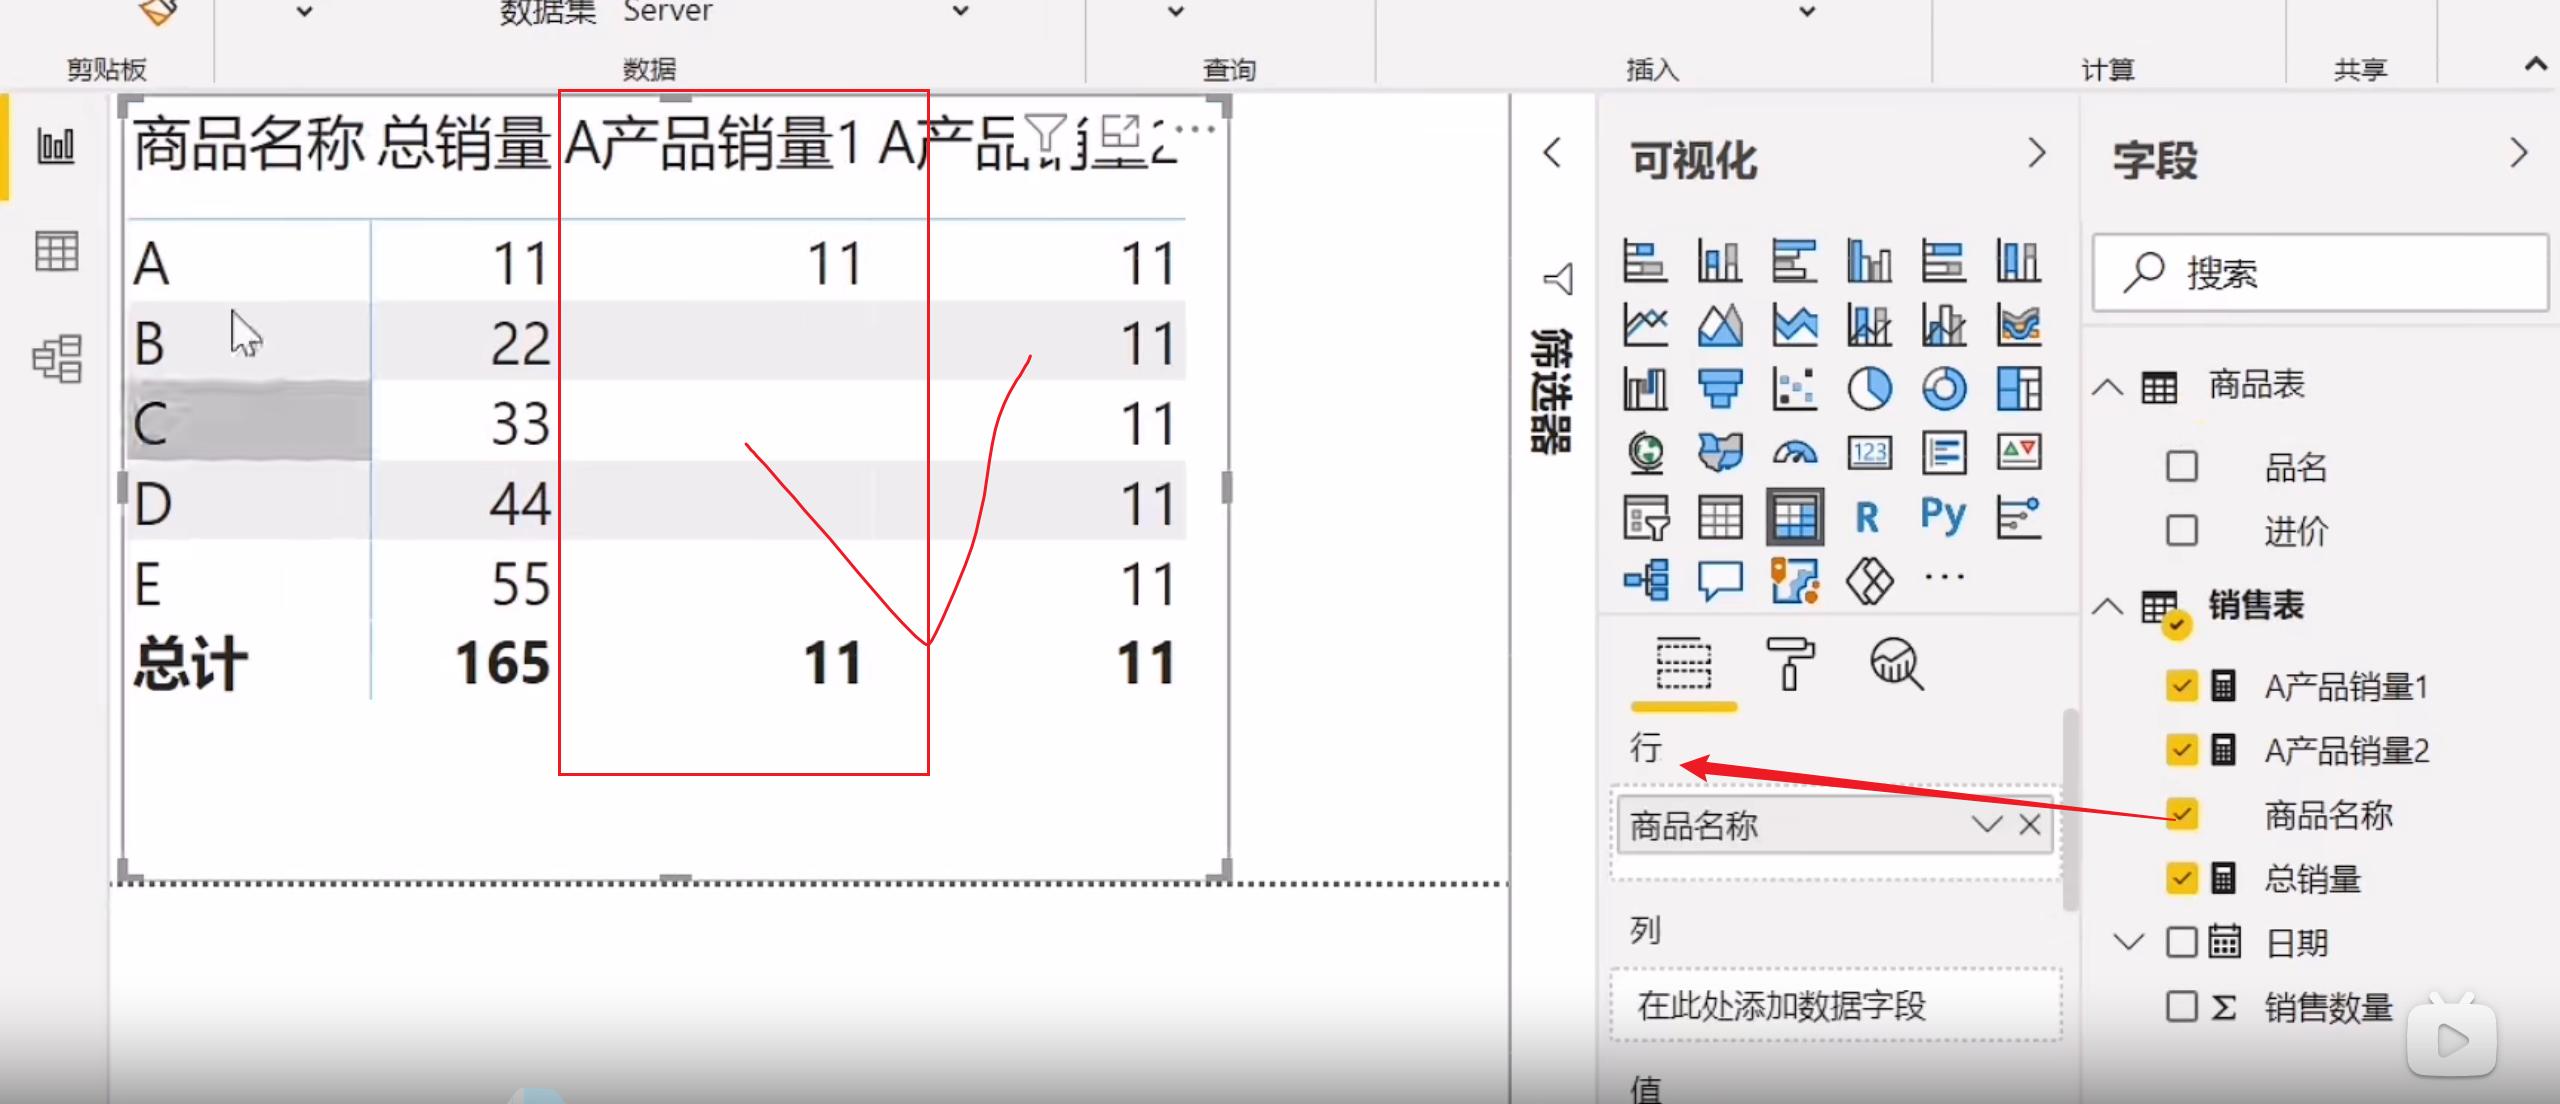 数据集 Server
剪贴板 数据 查询 插入 计算 共享
商品名称 总销量 A产品销量1 A产品销量2
A 11 11 11
B 22 11
C 33 11
D 44 11
E 55 11
总计 165 11 11
筛选器
可视化
123
R Py
行
商品名称
列
在此处添加数据字段
值
字段
搜索
商品表
品名
进价
销售表
A产品销量1
A产品销量2
商品名称
总销量
日期
Σ 销售数量